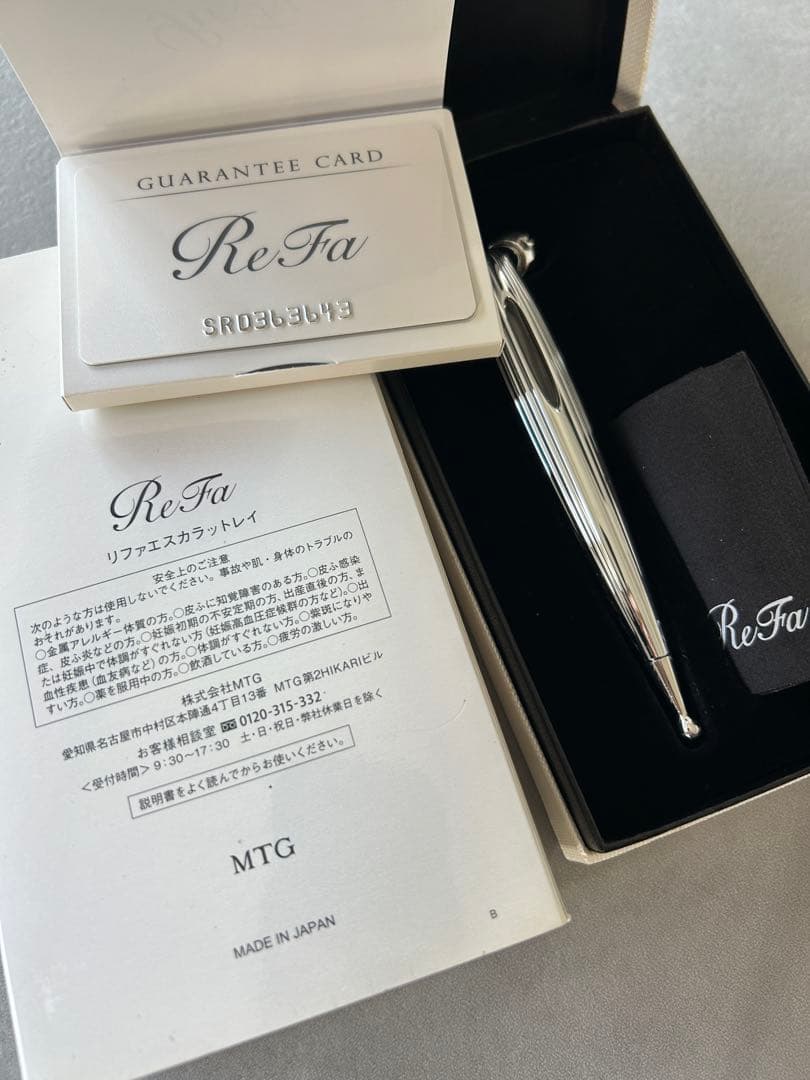 GUARANTEE CARD
ReFa
SR0363643
ReFa
リファエスカラットレイ
安全上のご注意
次のような方は使用しないでください。事故や肌・身体のトラブルの
おそれがあります。
○金属アレルギー体質の方。○皮ふに知覚障害のある方。○皮ふ感染
症、皮ふ炎などの方。○妊娠初期の不安定期の方、出産直後の方、ま
たは妊娠中で体調がすぐれない方(妊娠高血圧症候群の方など)。○出
血性疾患(血友病など)の方。○体調がすぐれない方。○紫斑になりや
すい方。○薬を服用中の方。○飲酒している方。○疲労の激しい方。
株式会社MTG
愛知県名古屋市中村区本陣通4丁目13番 MTG第2HIKARIビル
お客様相談室 0120-315-332
<受付時間> 9:30〜17:30 土・日・祝日・弊社休業日を除く
説明書をよく読んでからお使いください。
MTG
MADE IN JAPAN
B
ReFa